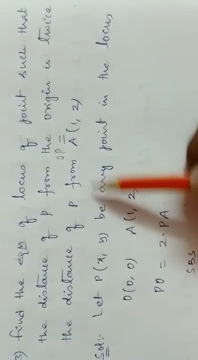 3) Find the eqn of locus of point such that
the distance of P from the origin is twice
OP =
the distance of P from A(1, 2)
Soln:- Let P(x, y) be any point in the locus,
O(0, 0) A(1, 2
PO = 2·PA
SBS